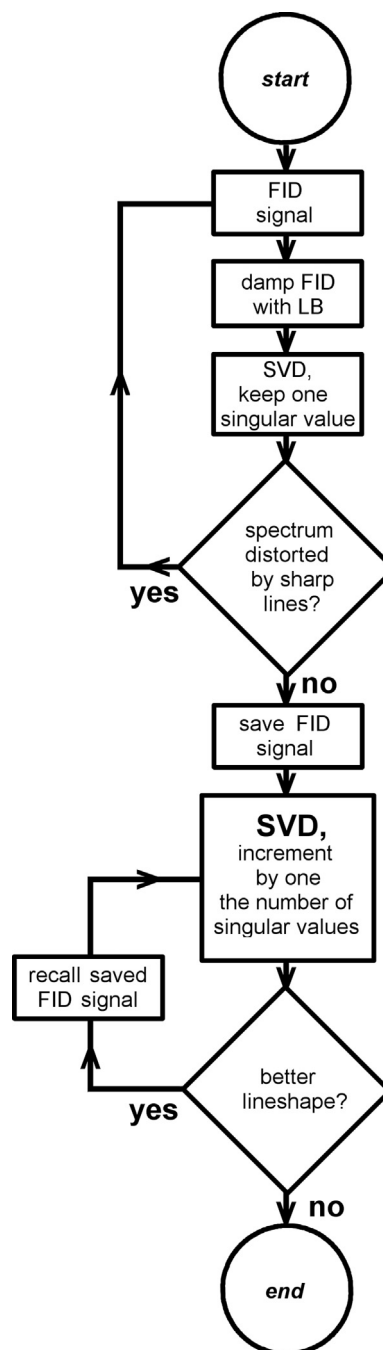 start
FID
signal
damp FID
with LB
SVD,
keep one
singular value
spectrum
distorted
by sharp
lines?
yes
no
save FID
signal
SVD,
increment
by one
the number of
singular values
recall saved
FID signal
better
lineshape?
yes
no
end